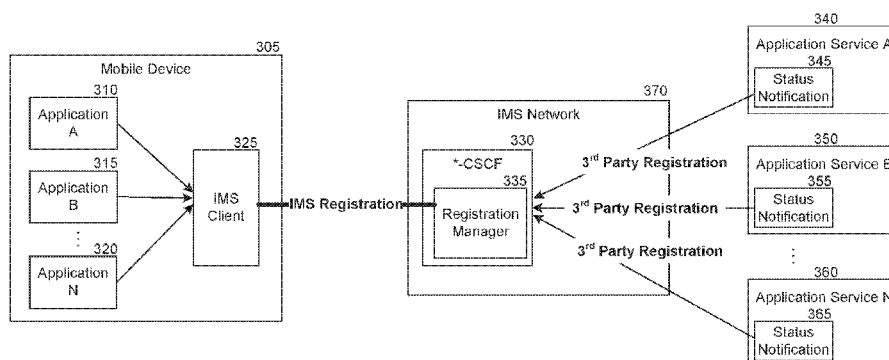 305
Mobile Device
310
Application
A
315
Application
B
320
Application
N
325
IMS
Client
IMS Registration
370
IMS Network
330
*-CSCF
335
Registration
Manager
3rd Party Registration
3rd Party Registration
3rd Party Registration
340
Application Service A
345
Status
Notification
350
Application Service B
355
Status
Notification
360
Application Service N
365
Status
Notification